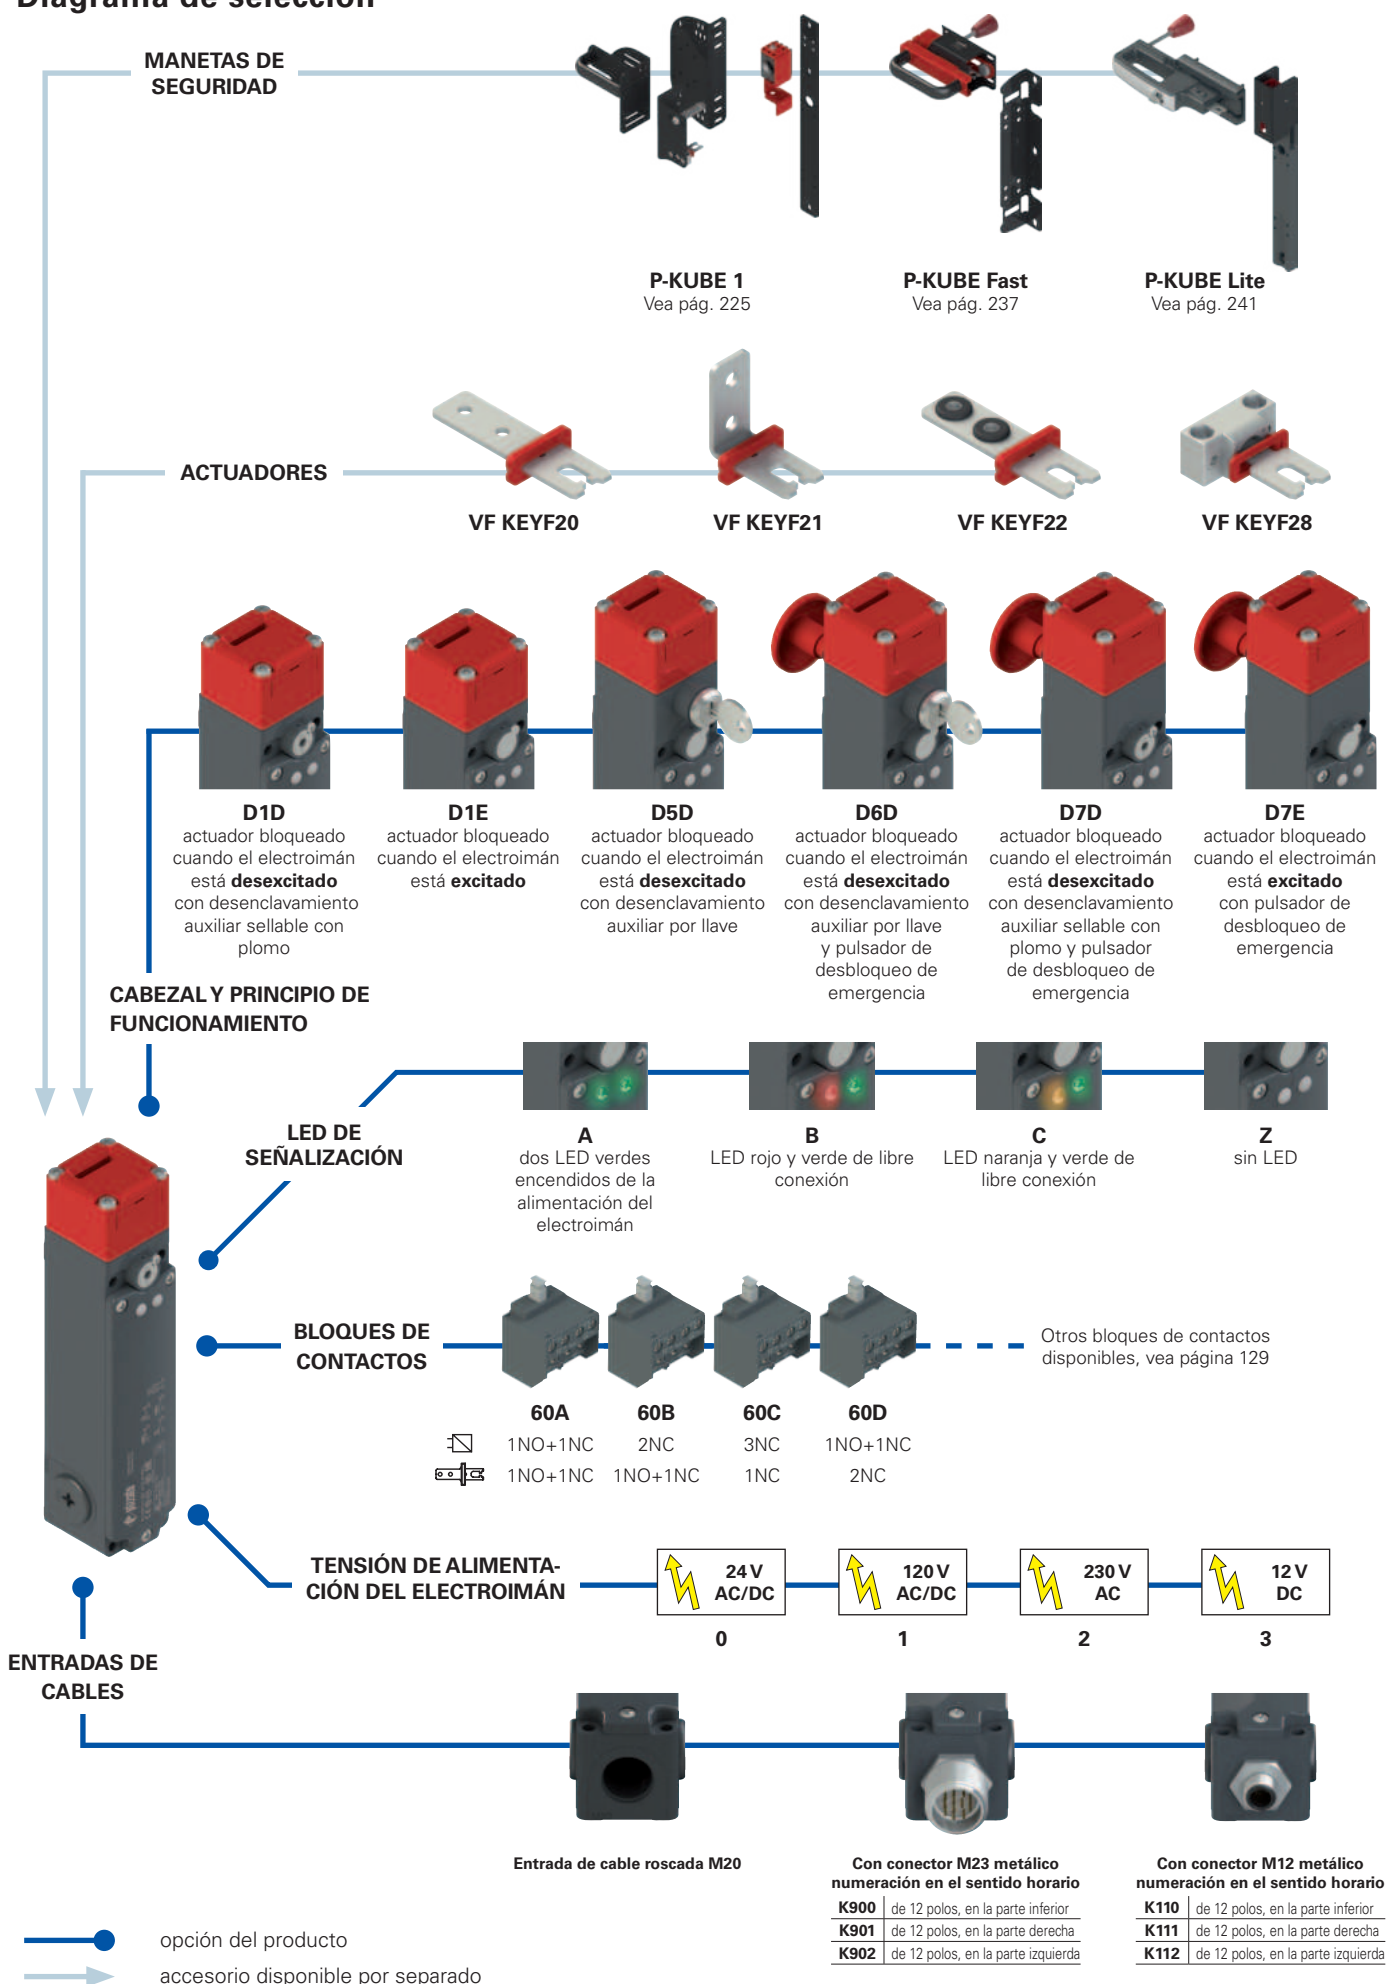 Diagrama de selección
MANETAS DE
SEGURIDAD
P-KUBE 1
Vea pág. 225
P-KUBE Fast
Vea pág. 237
P-KUBE Lite
Vea pág. 241
ACTUADORES
VF KEYF20
VF KEYF21
VF KEYF22
VF KEYF28
D1D
actuador bloqueado
cuando el electroimán
está desexcitado
con desenclavamiento
auxiliar sellable con
plomo
D1E
actuador bloqueado
cuando el electroimán
está excitado
D5D
actuador bloqueado
cuando el electroimán
está desexcitado
con desenclavamiento
auxiliar por llave
D6D
actuador bloqueado
cuando el electroimán
está desexcitado
con desenclavamiento
auxiliar por llave
y pulsador de
desbloqueo de
emergencia
D7D
actuador bloqueado
cuando el electroimán
está desexcitado
con desenclavamiento
auxiliar sellable con
plomo y pulsador
de desbloqueo de
emergencia
D7E
actuador bloqueado
cuando el electroimán
está excitado
con pulsador de
desbloqueo de
emergencia
CABEZAL Y PRINCIPIO DE
FUNCIONAMIENTO
LED DE
SEÑALIZACIÓN
A
dos LED verdes
encendidos de la
alimentación del
electroimán
B
LED rojo y verde de libre
conexión
C
LED naranja y verde de
libre conexión
Z
sin LED
BLOQUES DE
CONTACTOS
Otros bloques de contactos
disponibles, vea página 129
60A 60B 60C 60D
1NO+1NC 2NC 3NC 1NO+1NC
1NO+1NC 1NO+1NC 1NC 2NC
TENSIÓN DE ALIMENTA-
CIÓN DEL ELECTROIMÁN
24 V
AC/DC
0
120 V
AC/DC
1
230 V
AC
2
12 V
DC
3
ENTRADAS DE
CABLES
Entrada de cable roscada M20
Con conector M23 metálico
numeración en el sentido horario
K900 de 12 polos, en la parte inferior
K901 de 12 polos, en la parte derecha
K902 de 12 polos, en la parte izquierda
Con conector M12 metálico
numeración en el sentido horario
K110 de 12 polos, en la parte inferior
K111 de 12 polos, en la parte derecha
K112 de 12 polos, en la parte izquierda
opción del producto
accesorio disponible por separado